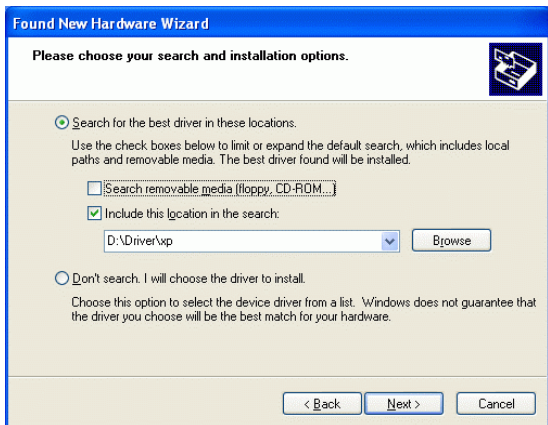 Found New Hardware Wizard
Please choose your search and installation options.
Search for the best driver in these locations.
Use the check boxes below to limit or expand the default search, which includes local
paths and removable media. The best driver found will be installed.
Search removable media (floppy, CD-ROM...)
Include this location in the search:
D:\Driver\xp
Browse
Don't search. I will choose the driver to install.
Choose this option to select the device driver from a list. Windows does not guarantee that
the driver you choose will be the best match for your hardware.
< Back Next > Cancel